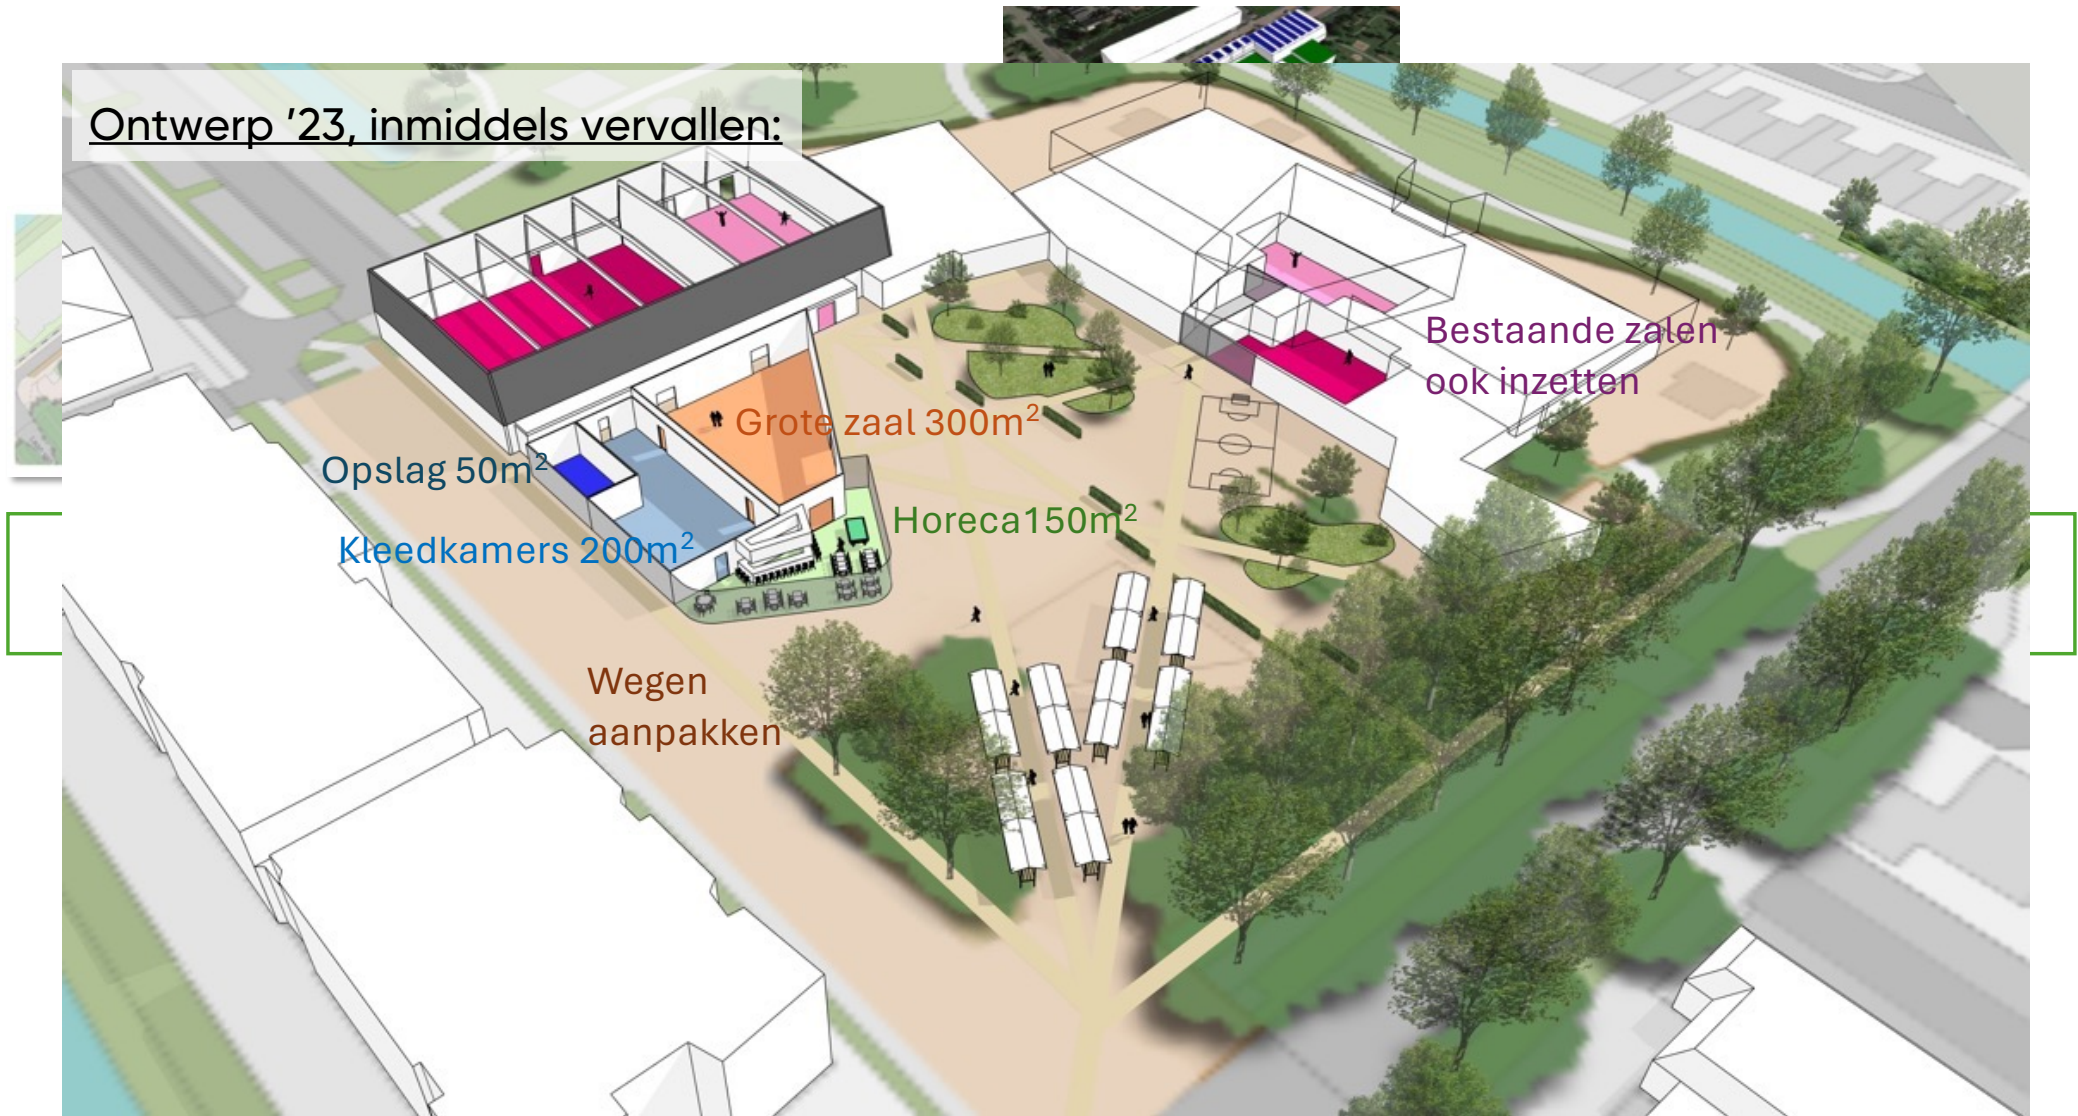 Ontwerp ’23, inmiddels vervallen:
Bestaande zalen
ook inzetten
Grote zaal 300m²
Opslag 50m²
Horeca150m²
Kleedkamers 200m²
Wegen
aanpakken